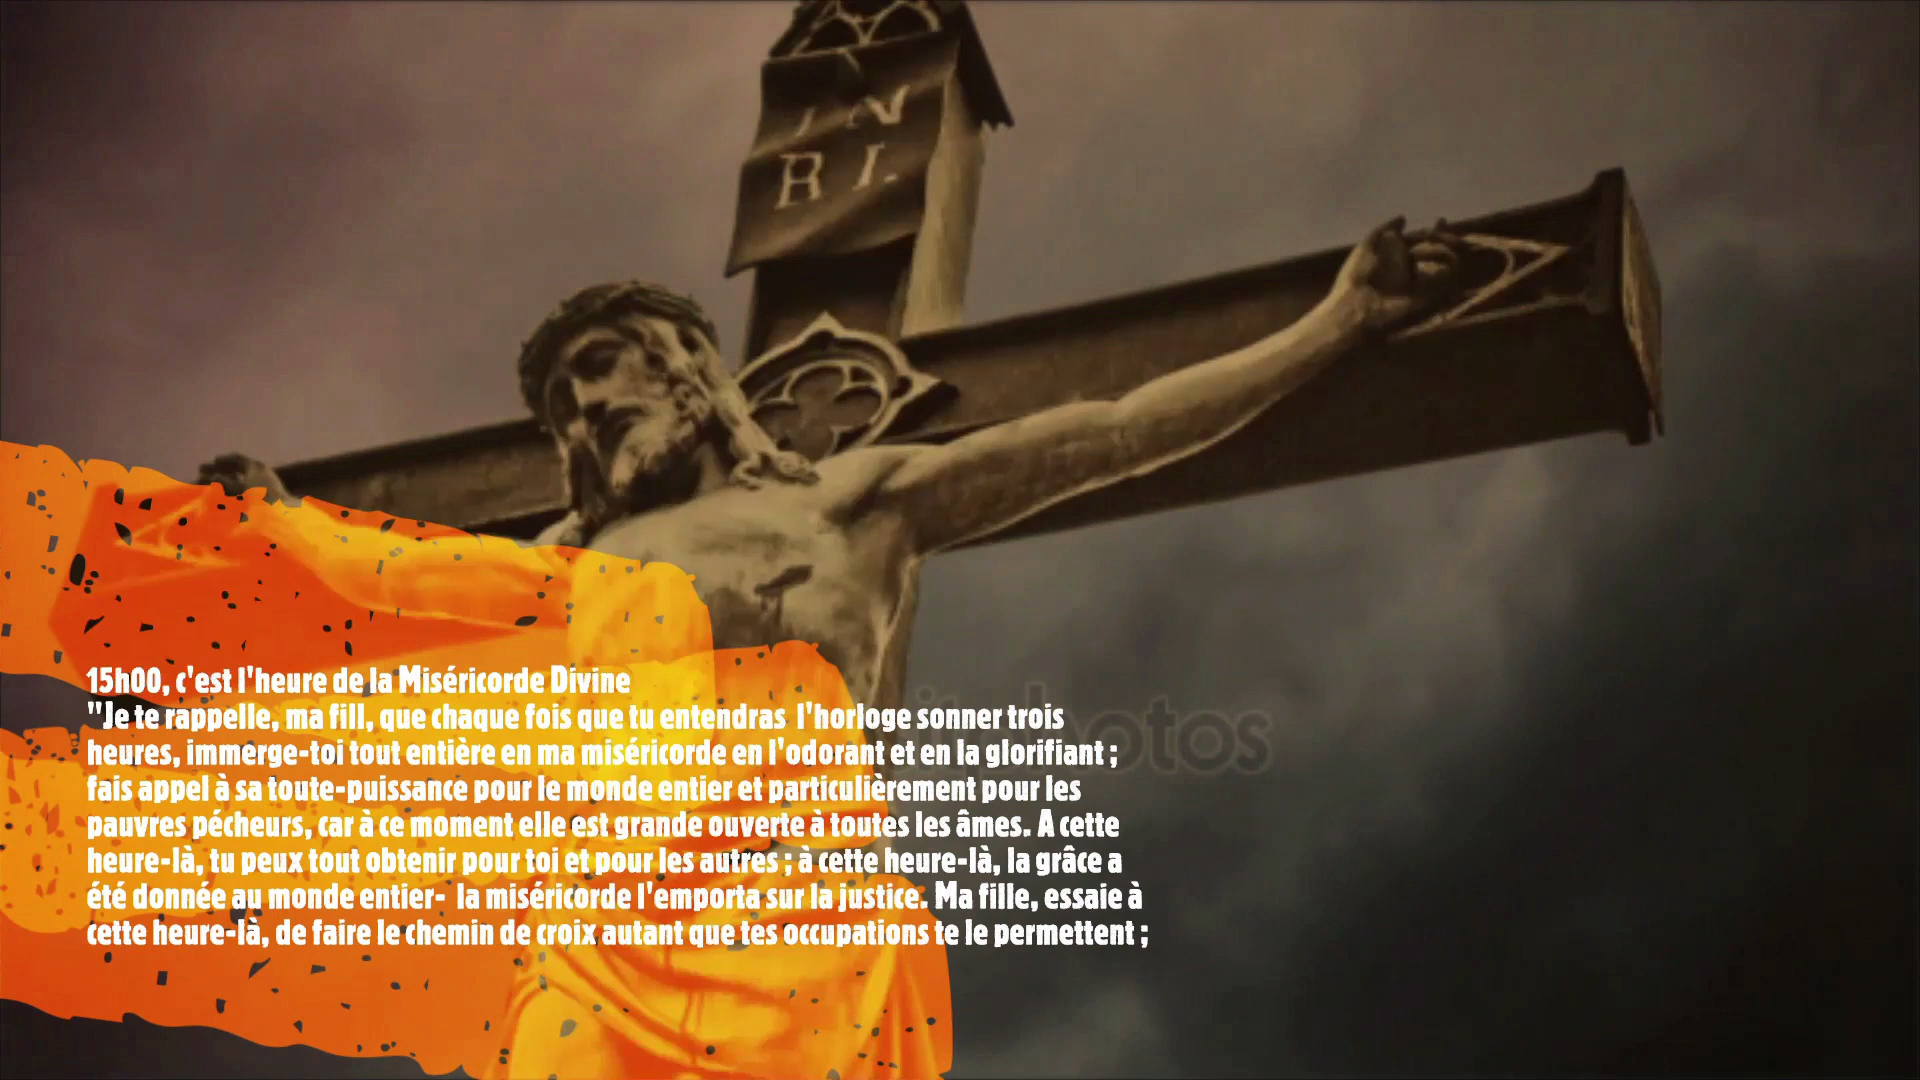 IN
RI.
15h00, c'est l'heure de la Miséricorde Divine
"Je te rappelle, ma fill, que chaque fois que tu entendras  l'horloge sonner trois
heures, immerge-toi tout entière en ma miséricorde en l'odorant et en la glorifiant ;
fais appel à sa toute-puissance pour le monde entier et particulièrement pour les
pauvres pécheurs, car à ce moment elle est grande ouverte à toutes les âmes. A cette
heure-là, tu peux tout obtenir pour toi et pour les autres ; à cette heure-là, la grâce a
été donnée au monde entier-  la miséricorde l'emporta sur la justice. Ma fille, essaie à
cette heure-là, de faire le chemin de croix autant que tes occupations te le permettent ;